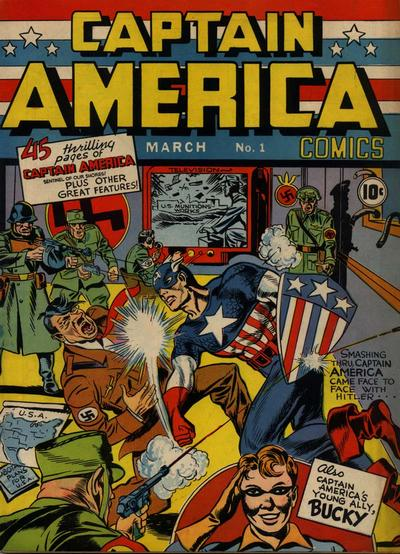 CAPTAIN
AMERICA
COMICS
MARCH No. 1
45 thrilling
pages of
CAPTAIN AMERICA
SENTINEL OF OUR SHORES!
PLUS OTHER
GREAT FEATURES!
TELEVISION
U.S. MUNITIONS
WORKS
10¢
SMASHING
THRU, CAPTAIN
AMERICA
CAME FACE TO
FACE WITH
HITLER...
U.S.A.
PLANS
FOR
U.S.A.
Also
CAPTAIN
AMERICA'S
YOUNG ALLY,
BUCKY